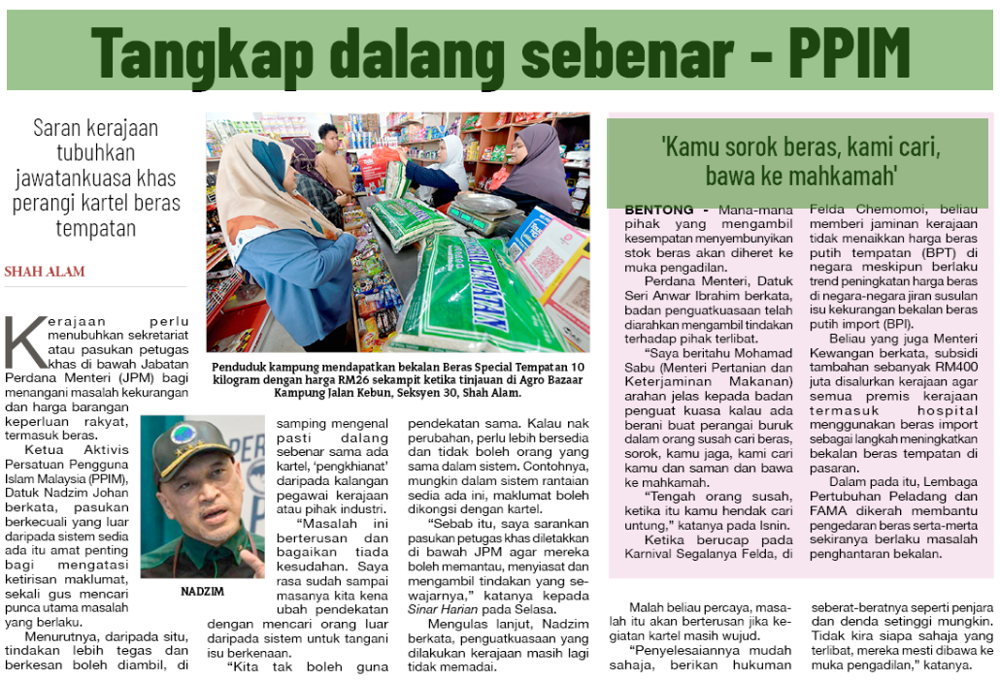 Tangkap dalang sebenar - PPIM
Saran kerajaan
tubuhkan
jawatankuasa khas
perangi kartel beras
tempatan
SHAH ALAM
Kerajaan perlu
menubuhkan sekretariat
atau pasukan petugas
khas di bawah Jabatan
Perdana Menteri (JPM) bagi
menangani masalah kekurangan
dan harga barangan
keperluan rakyat,
termasuk beras.
Ketua Aktivis
Persatuan Pengguna
Islam Malaysia (PPIM),
Datuk Nadzim Johan
berkata, pasukan
berkecuali yang luar
daripada sistem sedia
ada itu amat penting
bagi mengatasi
ketirisan maklumat,
sekali gus mencari
punca utama masalah
yang berlaku.
Menurutnya, daripada situ,
tindakan lebih tegas dan
berkesan boleh diambil, di
TEMPATAN
Penduduk kampung mendapatkan bekalan Beras Special Tempatan 10
kilogram dengan harga RM26 sekampit ketika tinjauan di Agro Bazaar
Kampung Jalan Kebun, Seksyen 30, Shah Alam.
NADZIM
samping mengenal
pasti dalang
sebenar sama ada
kartel, 'pengkhianat'
daripada kalangan
pegawai kerajaan
atau pihak industri.
"Masalah ini
berterusan dan
bagaikan tiada
kesudahan. Saya
rasa sudah sampai
masanya kita kena
ubah pendekatan
dengan mencari orang luar
daripada sistem untuk tangani
isu berkenaan.
"Kita tak boleh guna
pendekatan sama. Kalau nak
perubahan, perlu lebih bersedia
dan tidak boleh orang yang
sama dalam sistem. Contohnya,
mungkin dalam sistem rantaian
sedia ada ini, maklumat boleh
dikongsi dengan kartel.
"Sebab itu, saya sarankan
pasukan petugas khas diletakkan
di bawah JPM agar mereka
boleh memantau, menyiasat dan
mengambil tindakan yang se-
wajarnya," katanya kepada
Sinar Harian pada Selasa.
Mengulas lanjut, Nadzim
berkata, penguatkuasaan yang
dilakukan kerajaan masih lagi
tidak memadai.
'Kamu sorok beras, kami cari,
bawa ke mahkamah'
BENTONG - Mana-mana
pihak yang mengambil
kesempatan menyembunyikan
stok beras akan diheret ke
muka pengadilan.
Perdana Menteri, Datuk
Seri Anwar Ibrahim berkata,
badan penguatkuasaan telah
diarahkan mengambil tindakan
terhadap pihak terlibat.
"Saya beritahu Mohamad
Sabu (Menteri Pertanian dan
Keterjaminan Makanan)
arahan jelas kepada badan
penguat kuasa kalau ada
berani buat perangai buruk
dalam orang susah cari beras,
sorok, kamu jaga, kami cari
kamu dan saman dan bawa
ke mahkamah.
"Tengah orang susah,
ketika itu kamu hendak cari
untung," katanya pada Isnin.
Ketika berucap pada
Karnival Segalanya Felda, di
Felda Chemomoi, beliau
memberi jaminan kerajaan
tidak menaikkan harga beras
putih tempatan (BPT) di
negara meskipun berlaku
trend peningkatan harga beras
di negara-negara jiran susulan
isu kekurangan bekalan beras
putih import (BPI).
Beliau yang juga Menteri
Kewangan berkata, subsidi
tambahan sebanyak RM400
juta disalurkan kerajaan agar
semua premis kerajaan
termasuk hospital
menggunakan beras import
sebagai langkah meningkatkan
bekalan beras tempatan di
pasaran.
Dalam pada itu, Lembaga
Pertubuhan Peladang dan
FAMA dikerah membantu
pengedaran beras serta-merta
sekiranya berlaku masalah
penghantaran bekalan.
Malah beliau percaya, masa-
lah itu akan berterusan jika ke-
giatan kartel masih wujud.
"Penyelesaiannya mudah
sahaja, berikan hukuman
seberat-beratnya seperti penjara
dan denda setinggi mungkin.
Tidak kira siapa sahaja yang
terlibat, mereka mesti dibawa ke
muka pengadilan," katanya.